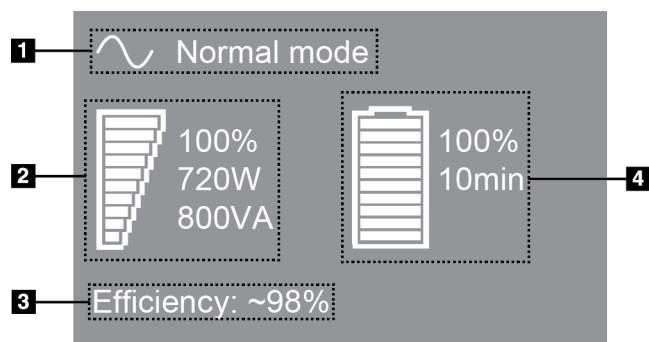 1 Normal mode
2 100%
720W
800VA
100%
10min 4
3 Efficiency: ~98%